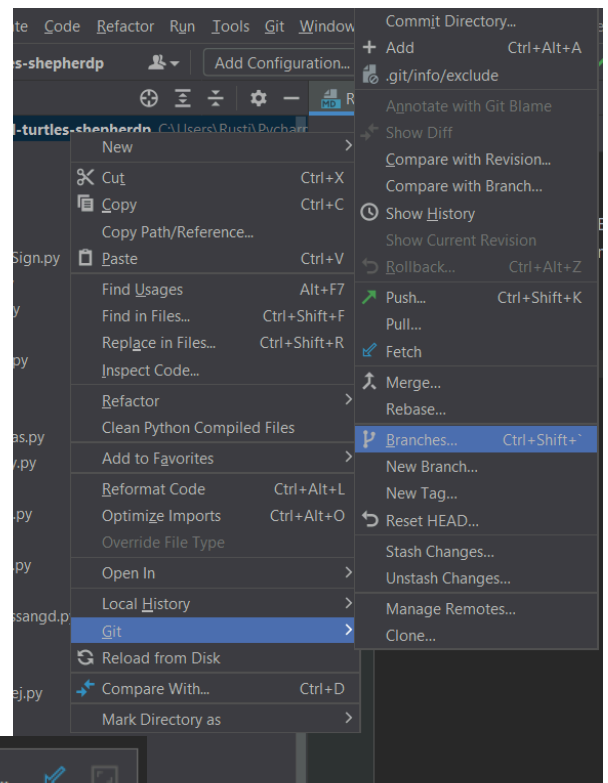 te Code Refactor Run Tools Git Window
es-shepherdp Add Configuration...
MD R
l-turtles-shepherdp C:\Users\Rusti\Pycharm
Sign.py
y
py
as.py
y.py
.py
.py
ssangd.p
ej.py
New
Cut Ctrl+X
Copy Ctrl+C
Copy Path/Reference...
Paste Ctrl+V
Find Usages Alt+F7
Find in Files... Ctrl+Shift+F
Replace in Files... Ctrl+Shift+R
Inspect Code...
Refactor
Clean Python Compiled Files
Add to Favorites
Reformat Code Ctrl+Alt+L
Optimize Imports Ctrl+Alt+O
Override File Type
Open In
Local History
Git
Reload from Disk
Compare With... Ctrl+D
Mark Directory as
Commit Directory...
Add Ctrl+Alt+A
.git/info/exclude
Annotate with Git Blame
Show Diff
Compare with Revision...
Compare with Branch...
Show History
Show Current Revision
Rollback... Ctrl+Alt+Z
Push... Ctrl+Shift+K
Pull...
Fetch
Merge...
Rebase...
Branches... Ctrl+Shift+`
New Branch...
New Tag...
Reset HEAD...
Stash Changes...
Unstash Changes...
Manage Remotes...
Clone...